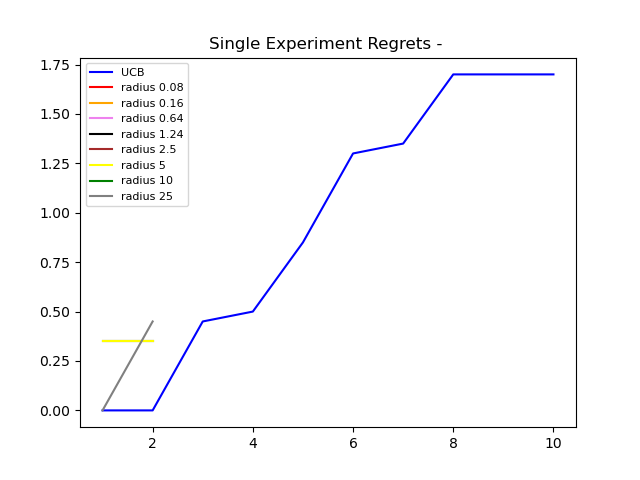 Single Experiment Regrets -
1.75
1.50
1.25
1.00
0.75
0.50
0.25
0.00
UCB
radius 0.08
radius 0.16
radius 0.64
radius 1.24
radius 2.5
radius 5
radius 10
radius 25
2
4
6
8
10